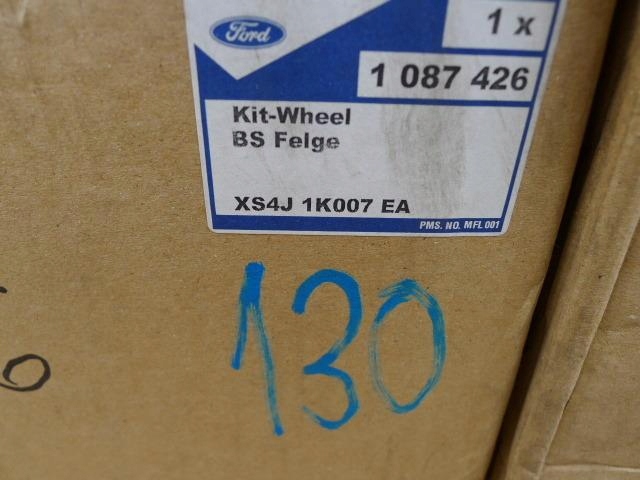 Ford
1 x
1 087 426
Kit-Wheel
BS Felge
XS4J 1K007 EA
PMS. NO. MFL 001
130